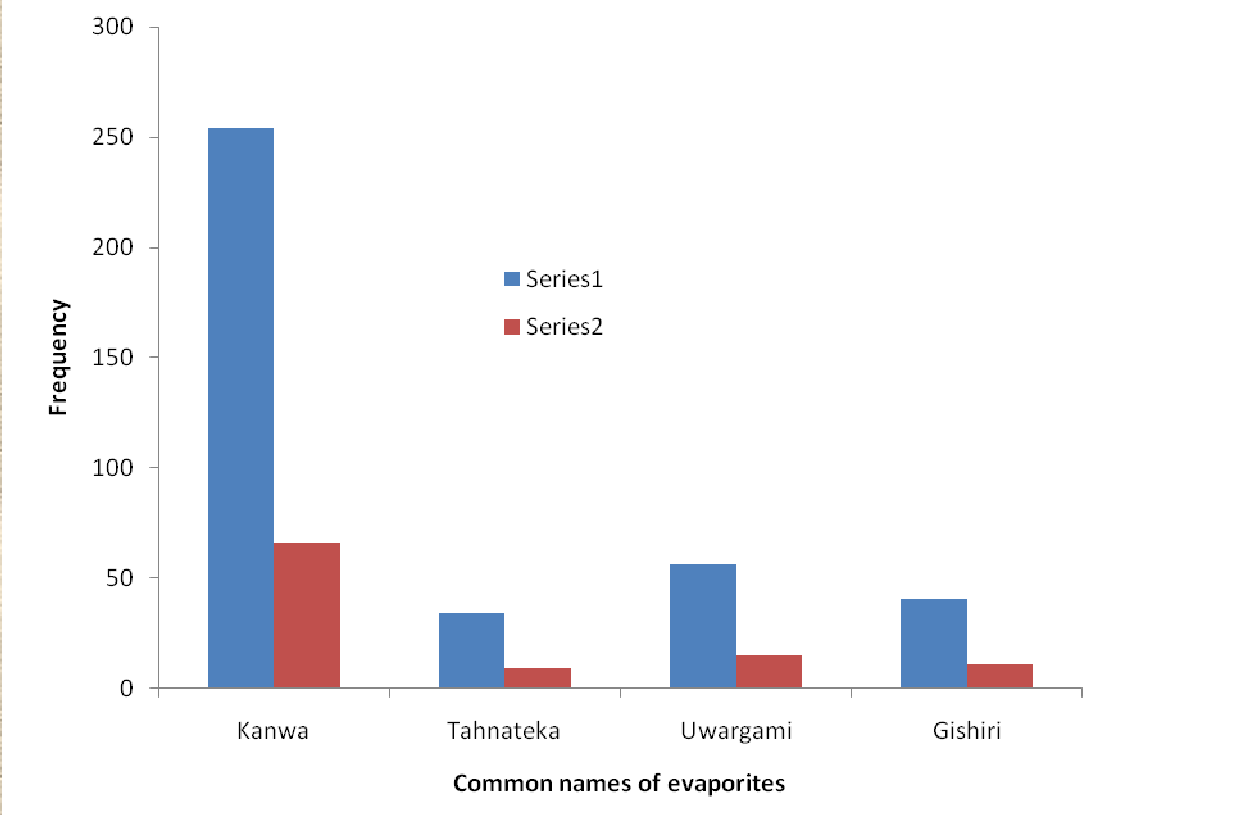 300
250
200
150
100
50
0
Frequency
Series1
Series2
Kanwa Tahnateka Uwargami Gishiri
Common names of evaporites